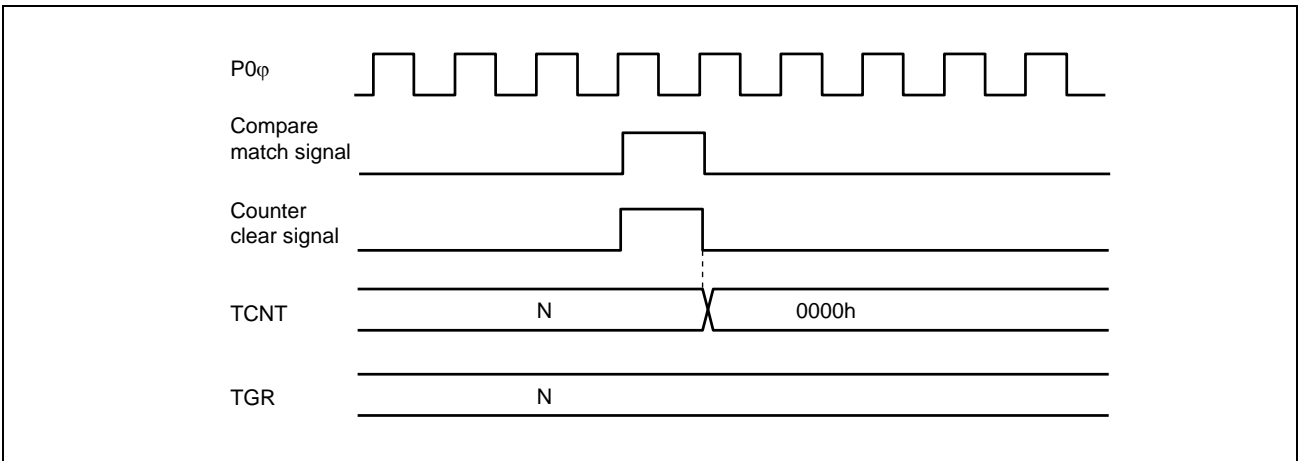 P0φ
Compare
match signal
Counter
clear signal
TCNT N 0000h
TGR N